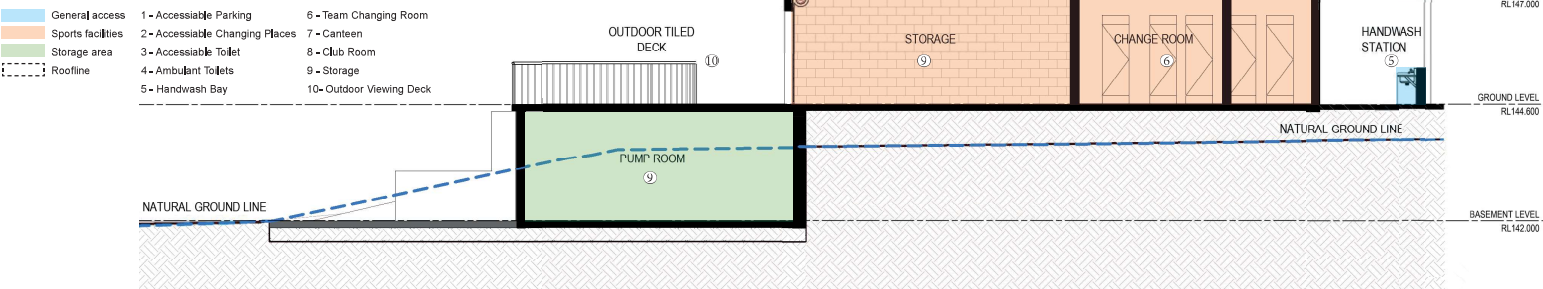 General access
Sports facilities
Storage area
Roofline
1 - Accessiable Parking
2 - Accessiable Changing Places
3 - Accessiable Toilet
4 - Ambulant Toilets
5 - Handwash Bay
6 - Team Changing Room
7 - Canteen
8 - Club Room
9 - Storage
10 - Outdoor Viewing Deck
RL147.000
OUTDOOR TILED
DECK
10
STORAGE
9
CHANGE ROOM
6
HANDWASH
STATION
5
GROUND LEVEL
RL144.600
NATURAL GROUND LINE
PUMP ROOM
9
NATURAL GROUND LINE
BASEMENT LEVEL
RL142.000